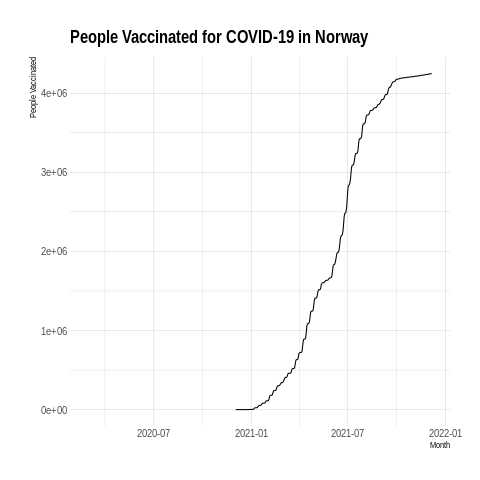 People Vaccinated for COVID-19 in Norway
People Vaccinated
4e+06
3e+06
2e+06
1e+06
0e+00
2020-07
2021-01
2021-07
2022-01
Month